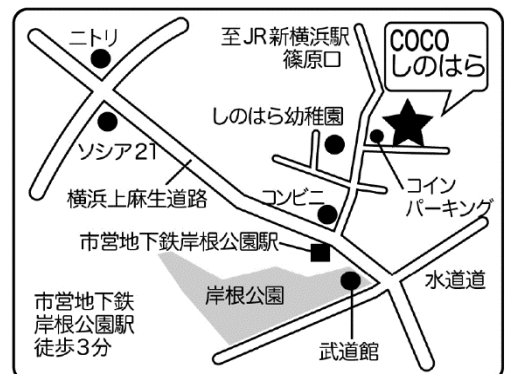 ニトリ
至JR新横浜駅
篠原口
COCO
しのはら
しのはら幼稚園
ソシア21
コイン
パーキング
横浜上麻生道路
コンビニ
市営地下鉄岸根公園駅
水道道
岸根公園
市営地下鉄
岸根公園駅
徒歩3分
武道館